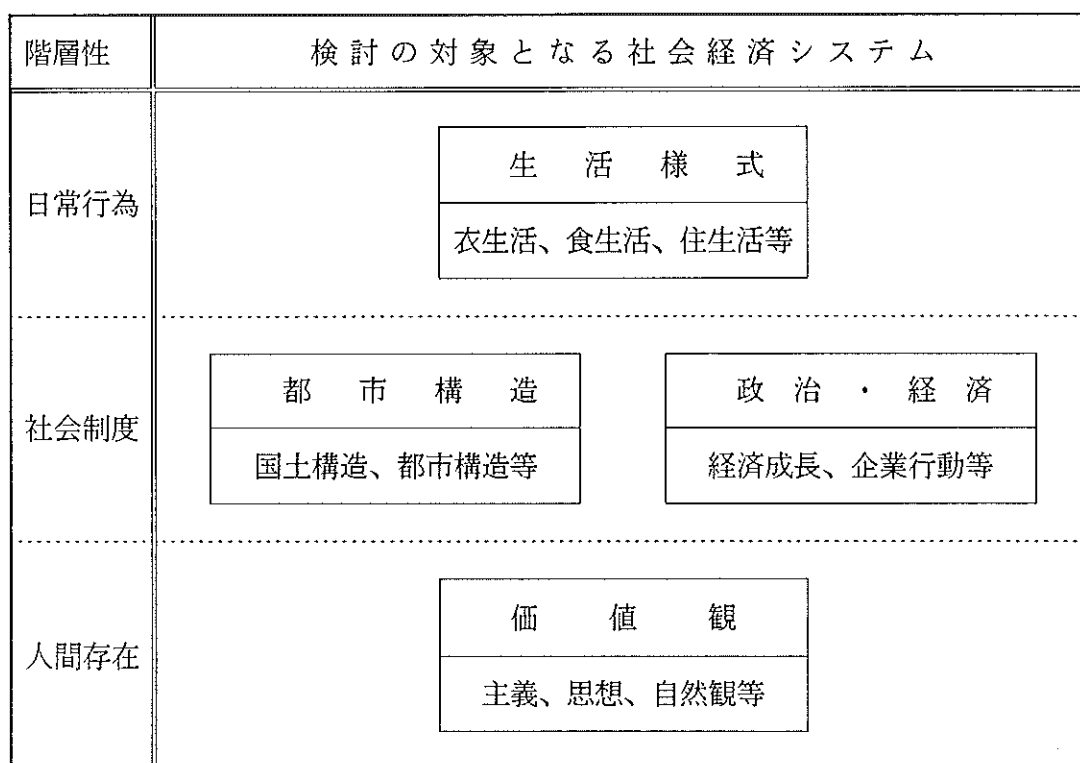 階層性
検討の対象となる社会経済システム
日常行為
生活様式
衣生活、食生活、住生活等
社会制度
都市構造
国土構造、都市構造等
政治・経済
経済成長、企業行動等
人間存在
価値観
主義、思想、自然観等